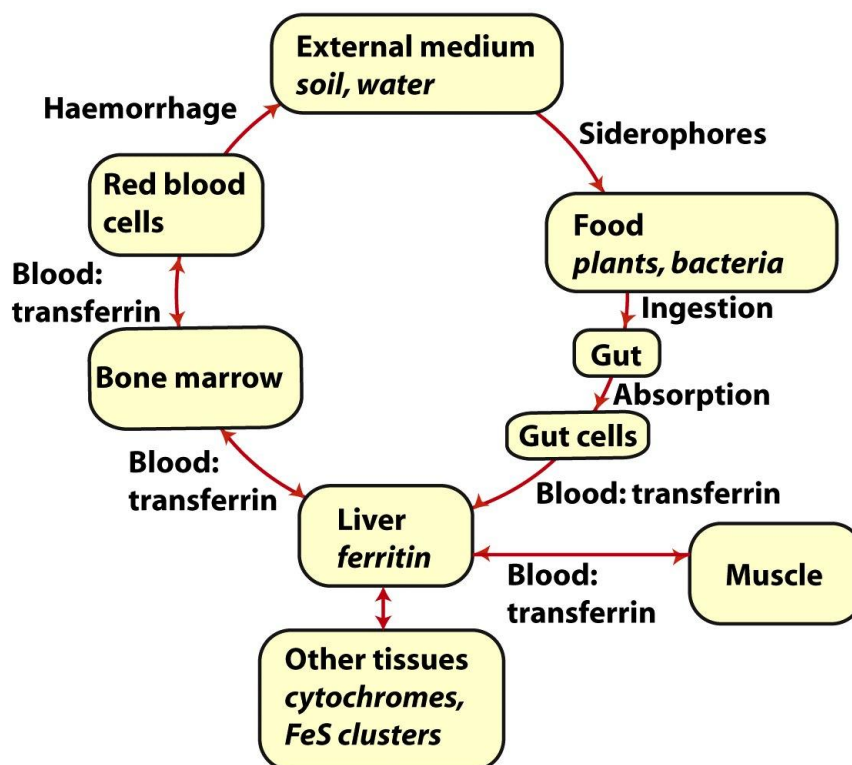 External medium
soil, water
Haemorrhage
Siderophores
Red blood
cells
Food
plants, bacteria
Blood:
transferrin
Ingestion
Gut
Bone marrow
Absorption
Gut cells
Blood:
transferrin
Blood: transferrin
Liver
ferritin
Blood:
transferrin
Muscle
Other tissues
cytochromes,
FeS clusters